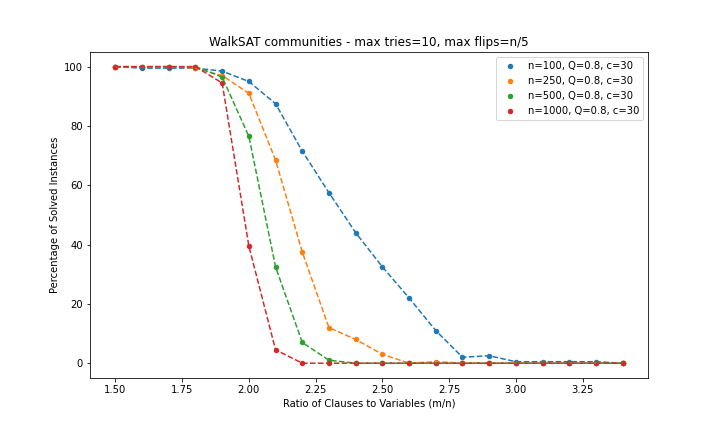 WalkSAT communities - max tries=10, max flips=n/5
n=100, Q=0.8, c=30
n=250, Q=0.8, c=30
n=500, Q=0.8, c=30
n=1000, Q=0.8, c=30
Percentage of Solved Instances
100
80
60
40
20
0
1.50 1.75 2.00 2.25 2.50 2.75 3.00 3.25
Ratio of Clauses to Variables (m/n)